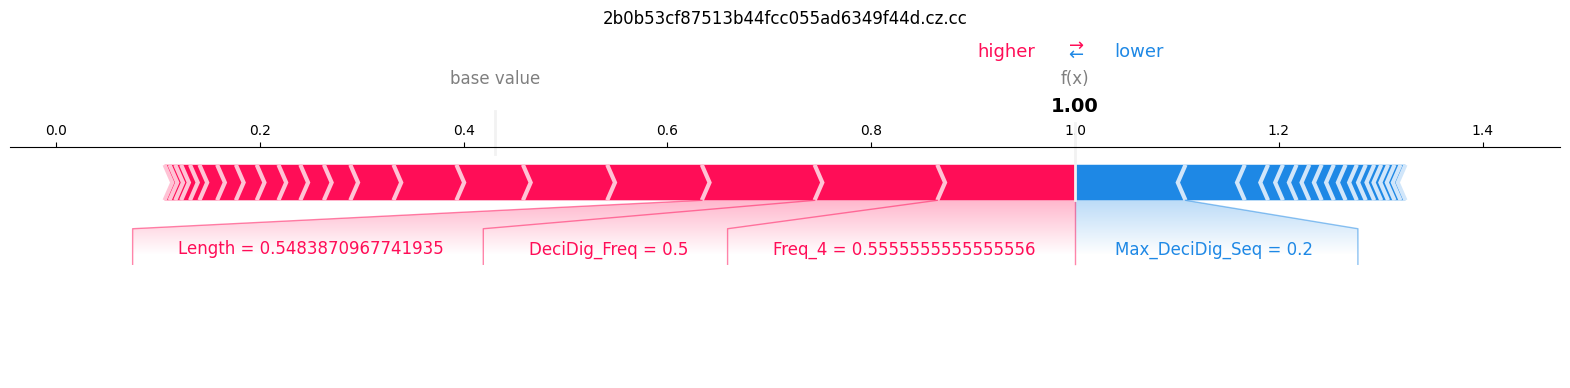 2b0b53cf87513b44fcc055ad6349f44d.cz.cc
higher → ← lower
base value f(x)
1.00
0.0 0.2 0.4 0.6 0.8 1.0 1.2 1.4
Length = 0.5483870967741935 DeciDig_Freq = 0.5 Freq_4 = 0.5555555555555556 Max_DeciDig_Seq = 0.2